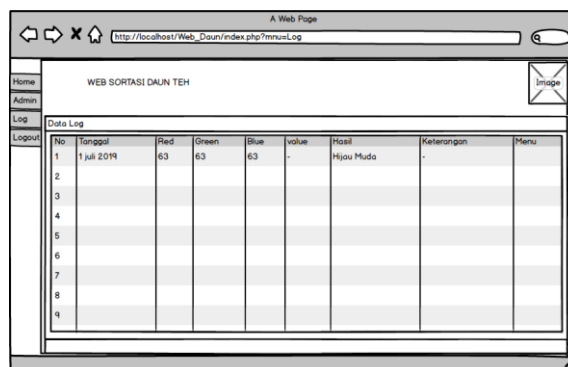 A Web Page
http://localhost/Web_Daun/index.php?mnu=Log
Home
Admin
Log
Logout
WEB SORTASI DAUN TEH
Image
Data Log
No Tanggal Red Green Blue value Hasil Keterangan Menu
1 1 juli 2019 63 63 63 - Hijau Muda -
2
3
4
5
6
7
8
9